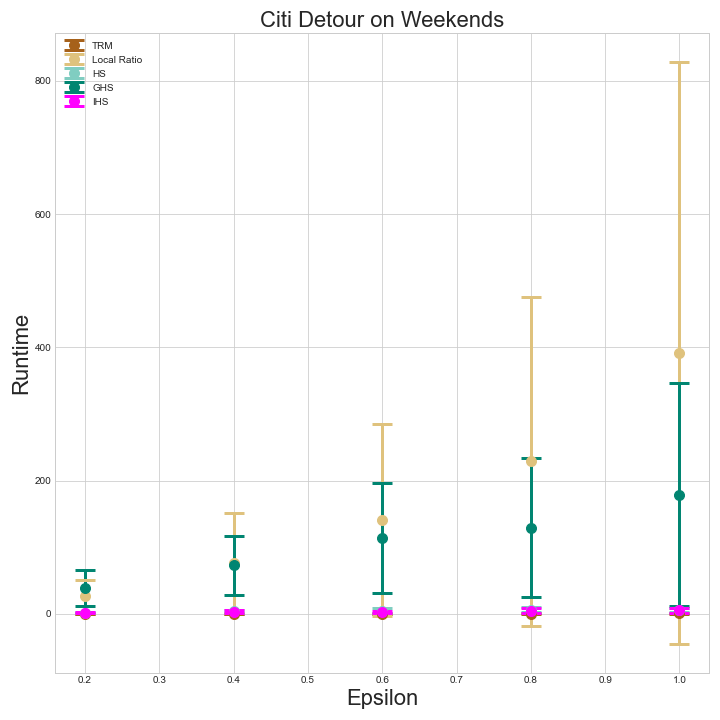 Citi Detour on Weekends
TRM
Local Ratio
HS
GHS
IHS
800
600
400
200
0
Runtime
0.2 0.3 0.4 0.5 0.6 0.7 0.8 0.9 1.0
Epsilon